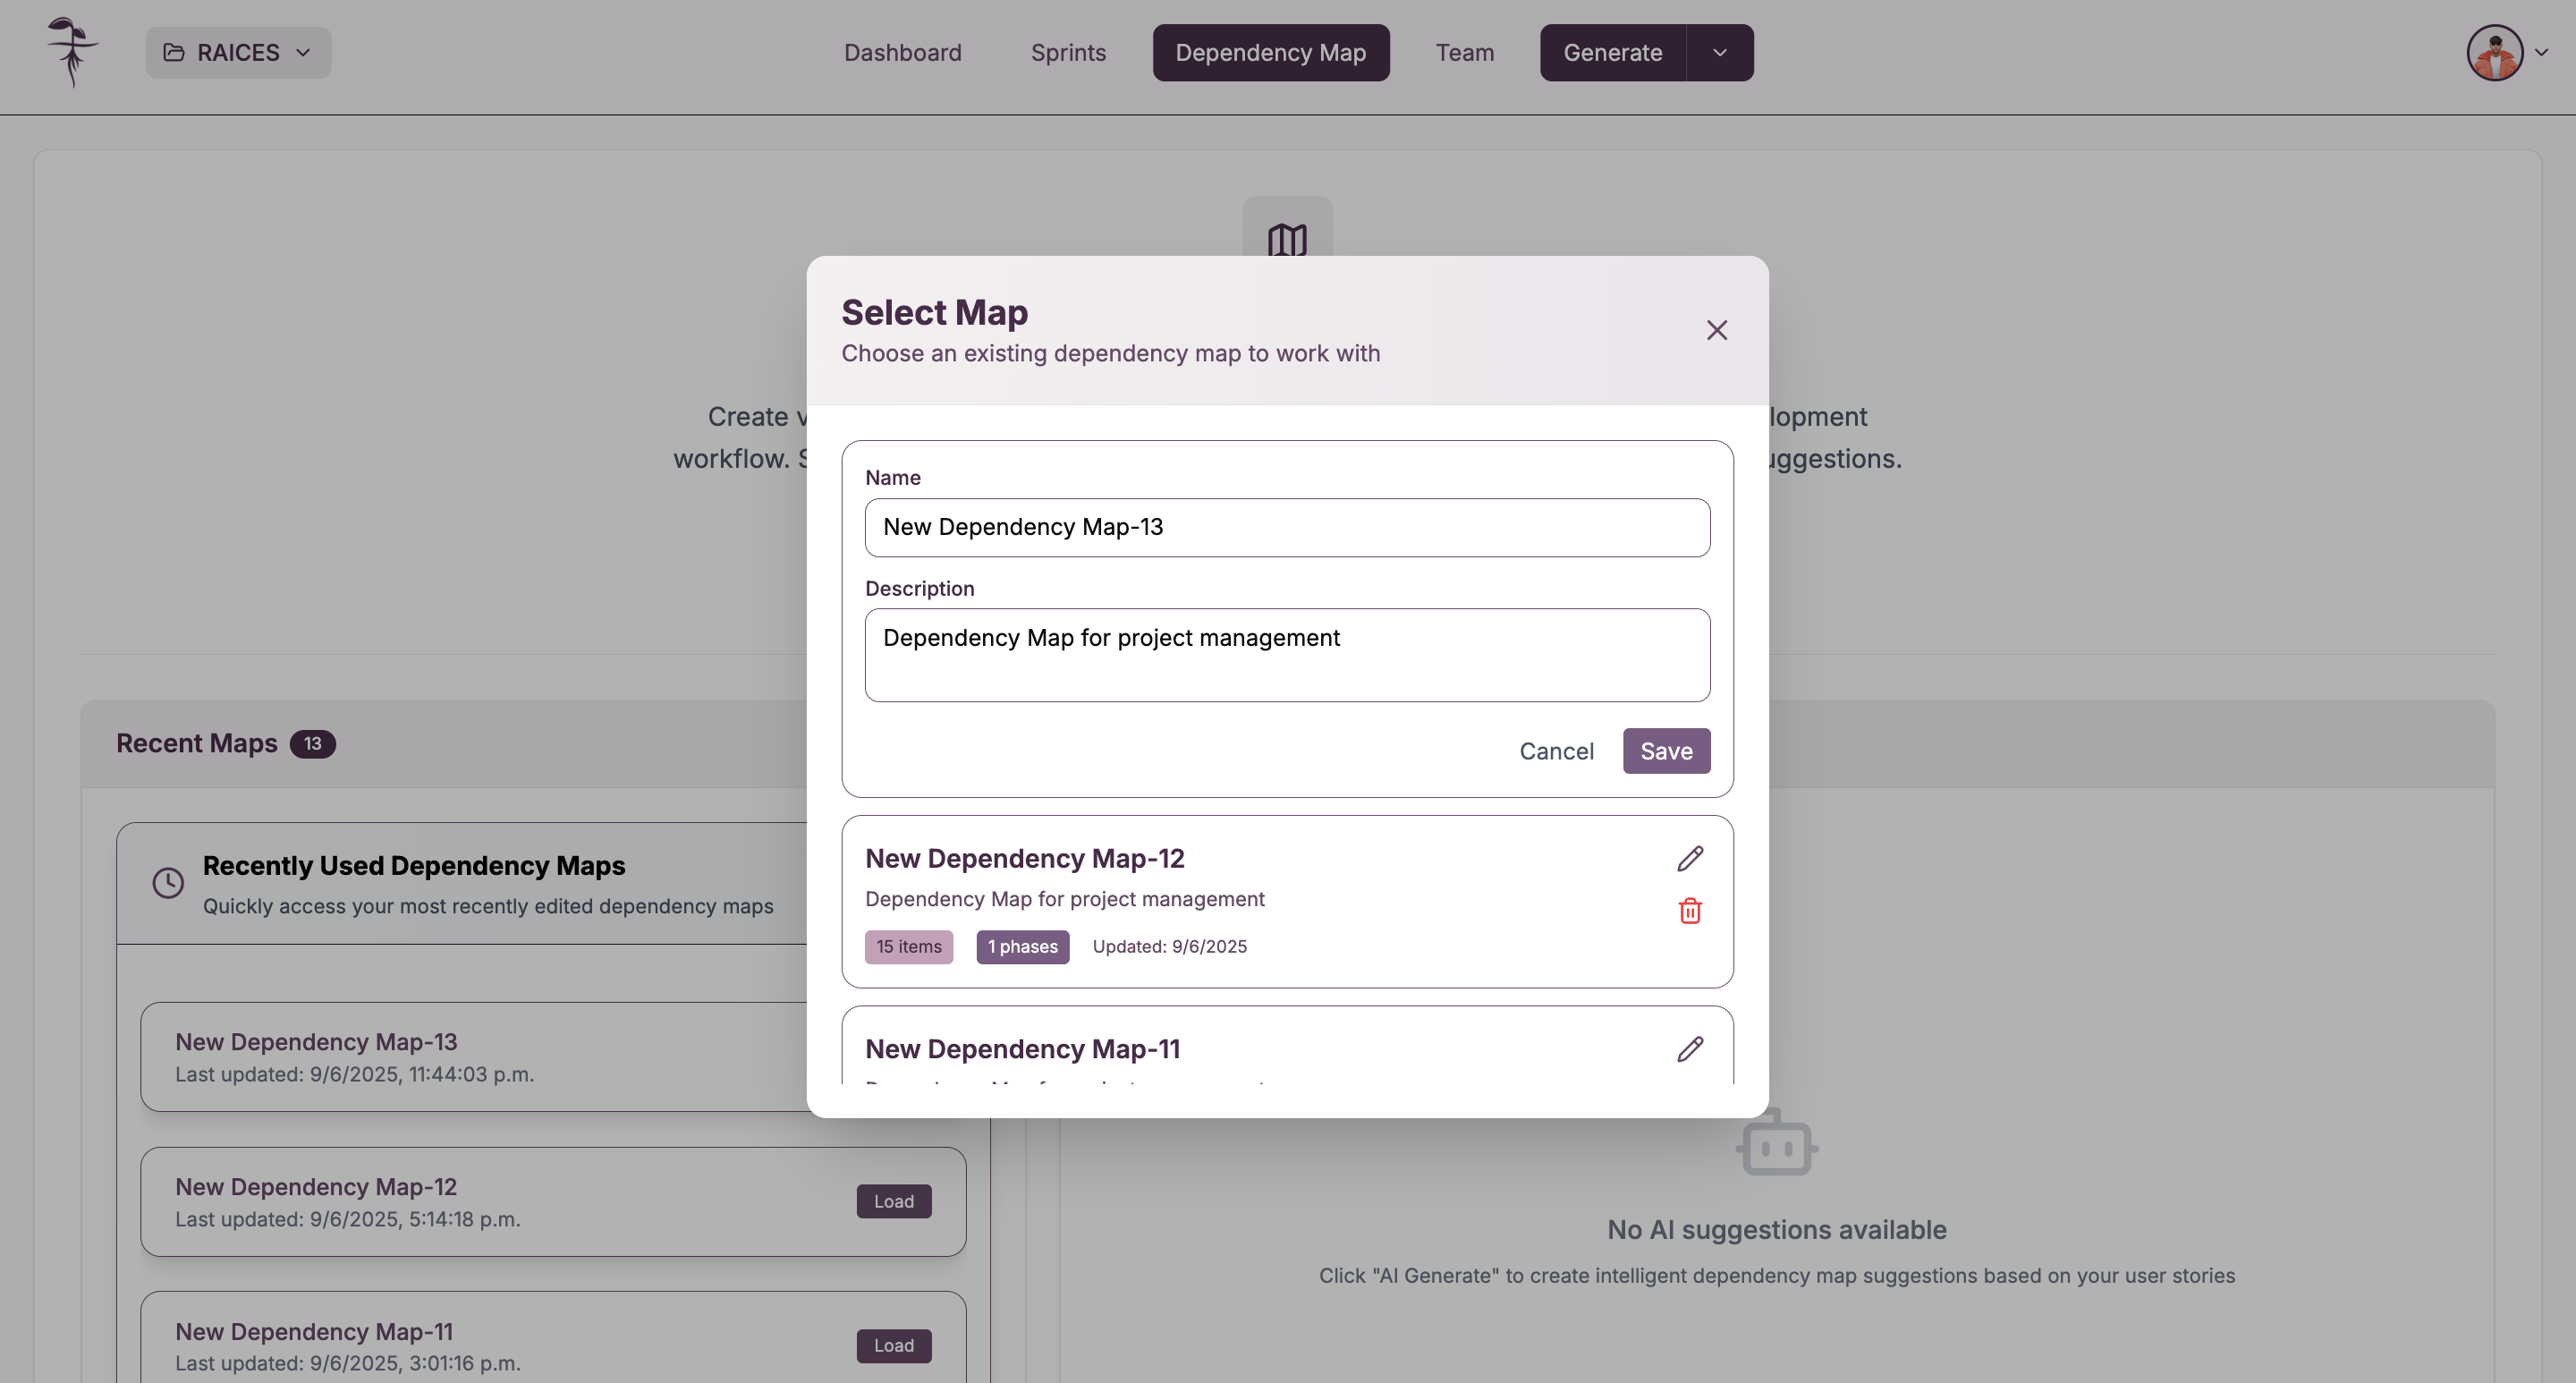 RAICES
Dashboard
Sprints
Dependency Map
Team
Generate
Select Map
Choose an existing dependency map to work with
Create
lopment
workflow.
uggestions.
Name
New Dependency Map-13
Description
Dependency Map for project management
Cancel
Save
Recent Maps 13
Recently Used Dependency Maps
Quickly access your most recently edited dependency maps
New Dependency Map-12
Dependency Map for project management
15 items
1 phases
Updated: 9/6/2025
New Dependency Map-11
New Dependency Map-13
Last updated: 9/6/2025, 11:44:03 p.m.
New Dependency Map-12
Last updated: 9/6/2025, 5:14:18 p.m.
Load
New Dependency Map-11
Last updated: 9/6/2025, 3:01:16 p.m.
Load
No AI suggestions available
Click "AI Generate" to create intelligent dependency map suggestions based on your user stories